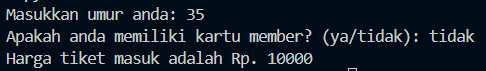 Masukkan umur anda: 35
Apakah anda memiliki kartu member? (ya/tidak): tidak
Harga tiket masuk adalah Rp. 10000